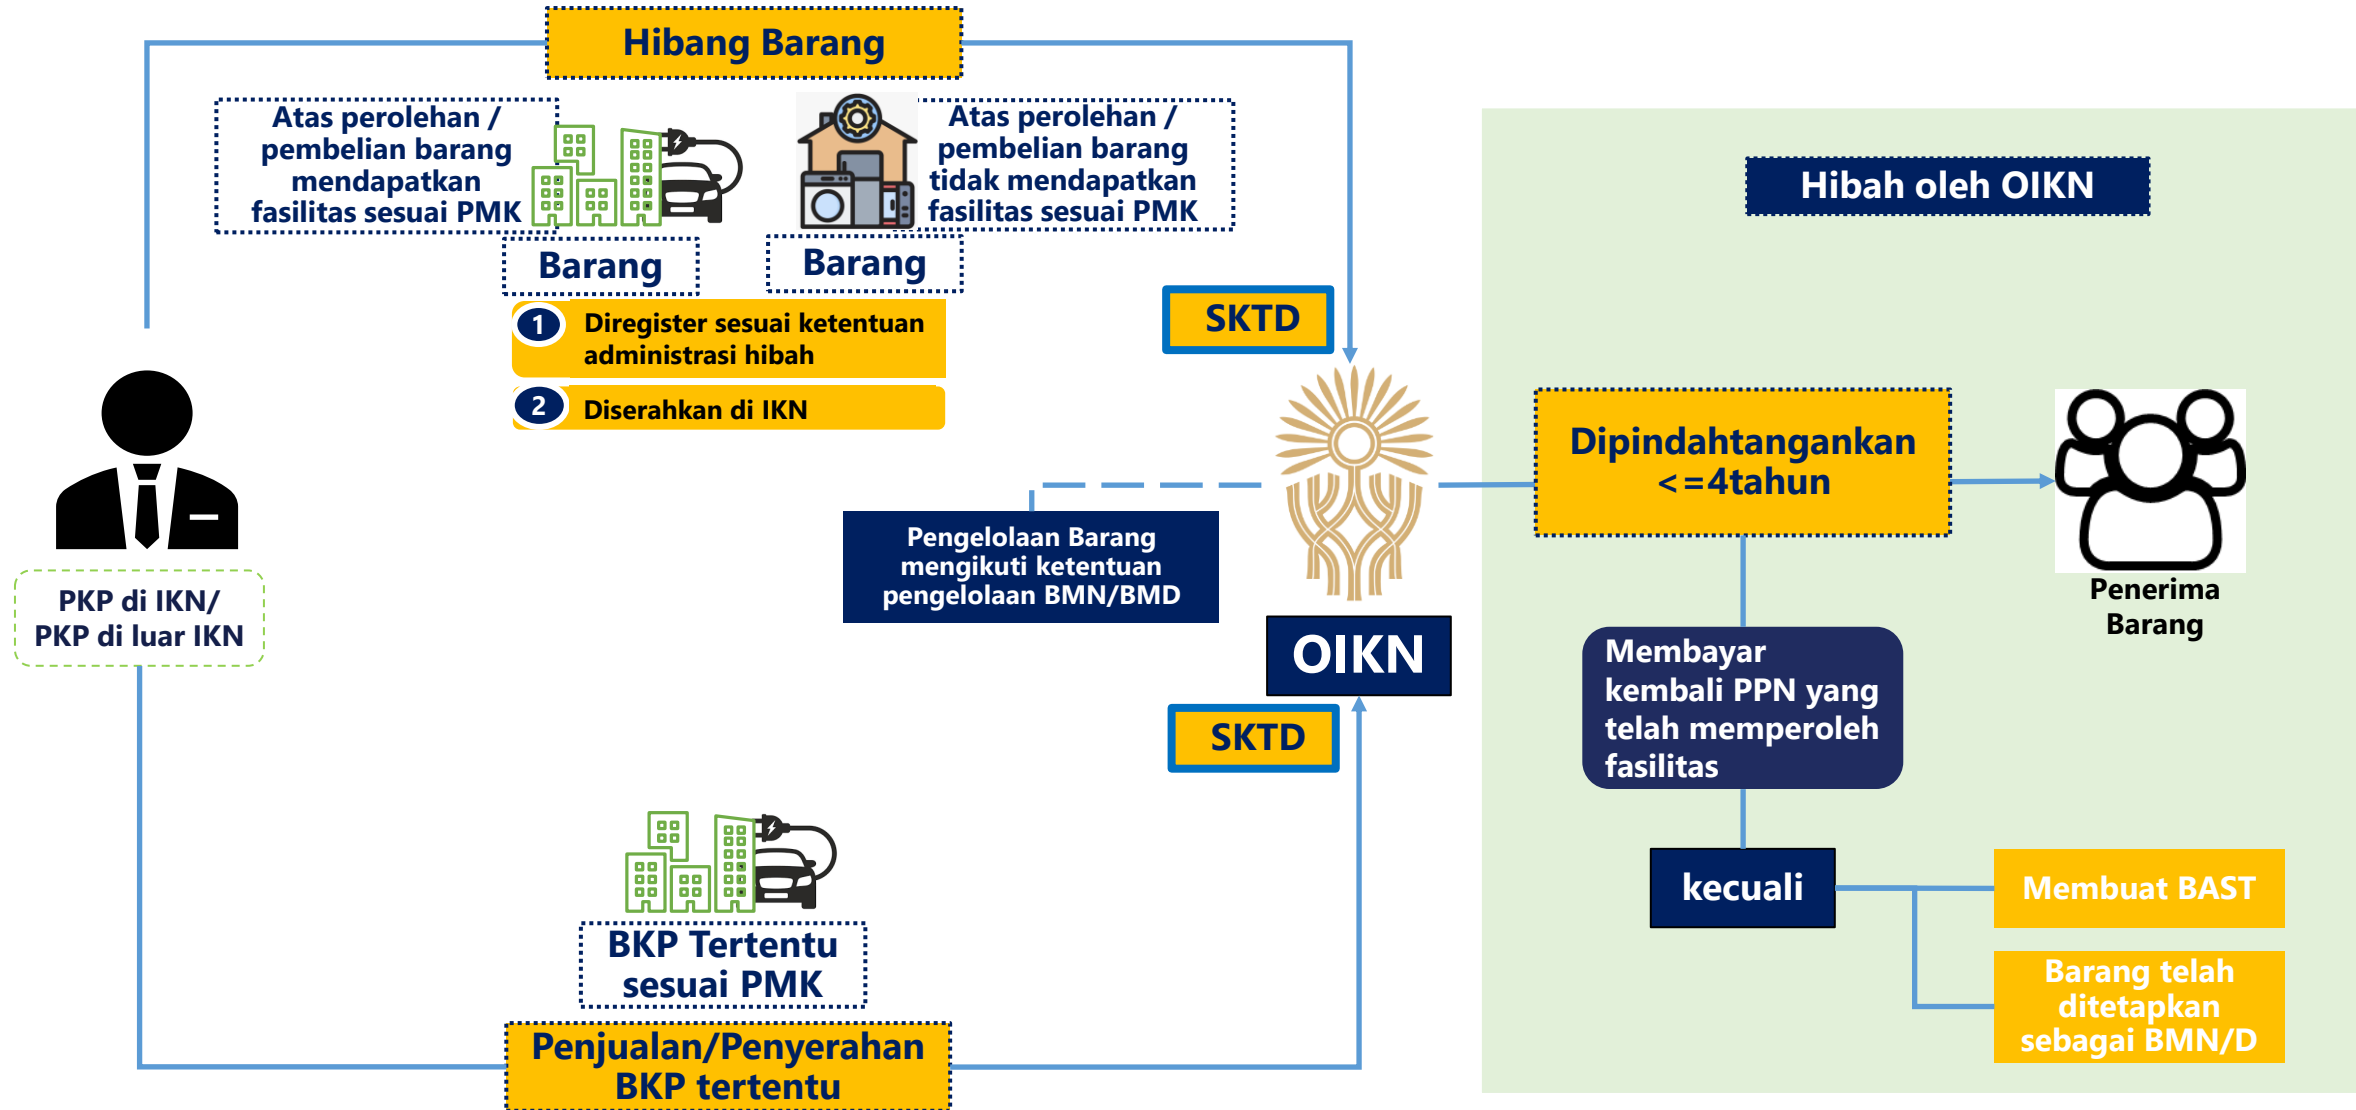 Hibang Barang
Atas perolehan /
pembelian barang
mendapatkan
fasilitas sesuai PMK
Atas perolehan /
pembelian barang
tidak mendapatkan
fasilitas sesuai PMK
Barang
Barang
1
Diregister sesuai ketentuan
administrasi hibah
2
Diserahkan di IKN
SKTD
PKP di IKN/
PKP di luar IKN
Pengelolaan Barang
mengikuti ketentuan
pengelolaan BMN/BMD
OIKN
SKTD
BKP Tertentu
sesuai PMK
Penjualan/Penyerahan
BKP tertentu
Hibah oleh OIKN
Dipindahtangankan
<=4tahun
Penerima
Barang
Membayar
kembali PPN yang
telah memperoleh
fasilitas
kecuali
Membuat BAST
Barang telah
ditetapkan
sebagai BMN/D